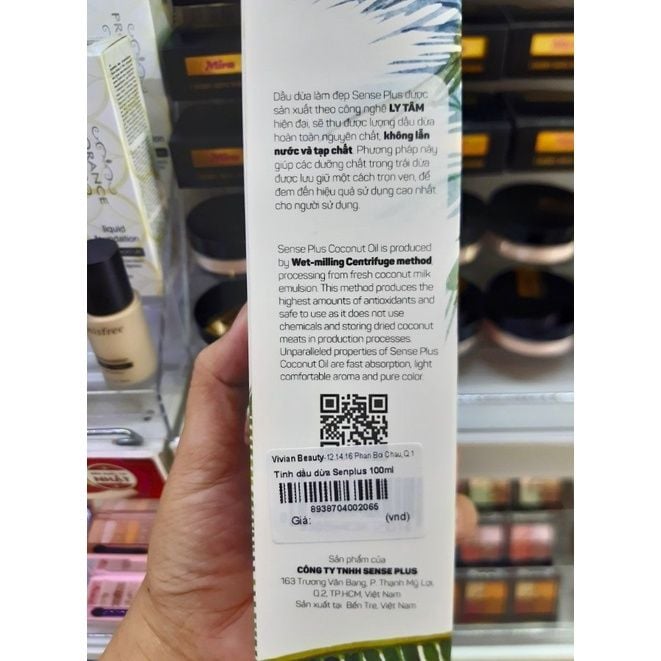 Mira
Mira
Mira
liquid
foundation
innisfree
Dầu dừa làm đẹp Sense Plus được
sản xuất theo công nghệ LY TÂM
hiện đại, sẽ thu được lượng dầu dừa
hoàn toàn nguyên chất, không lẫn
nước và tạp chất. Phương pháp này
giúp các dưỡng chất trong trái dừa
được lưu giữ một cách trọn vẹn, để
đem đến hiệu quả sử dụng cao nhất
cho người sử dụng.
Sense Plus Coconut Oil is produced
by Wet-milling Centrifuge method,
processing from fresh coconut milk
emulsion. This method produces the
highest amounts of antioxidants and
safe to use as it does not use
chemicals and storing dried coconut
meats in production processes.
Unparalleled properties of Sense Plus
Coconut Oil are fast absorption, light
comfortable aroma and pure color
Vivian Beauty-12.14.16 Phan Bội Châu,Q.1
Tinh dầu dừa Senplus 100ml
8938704002065
Giá: (vnd)
Sản phẩm của
CÔNG TY TNHH SENSE PLUS
163 Trương Văn Bang, P. Thạnh Mỹ Lợi,
Q.2, TP.HCM, Việt Nam
Sản xuất tại: Bến Tre, Việt Nam
NHẬT